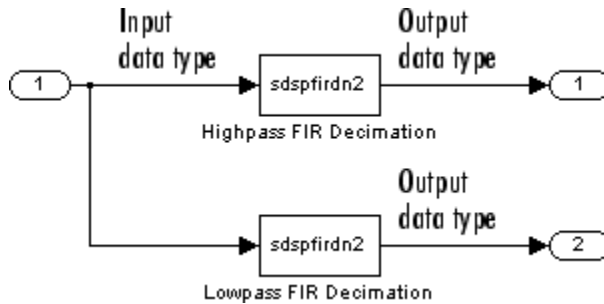 Input
data type
Output
data type
1
sdspfirdn2
1
Highpass FIR Decimation
Output
data type
sdspfirdn2
2
Lowpass FIR Decimation